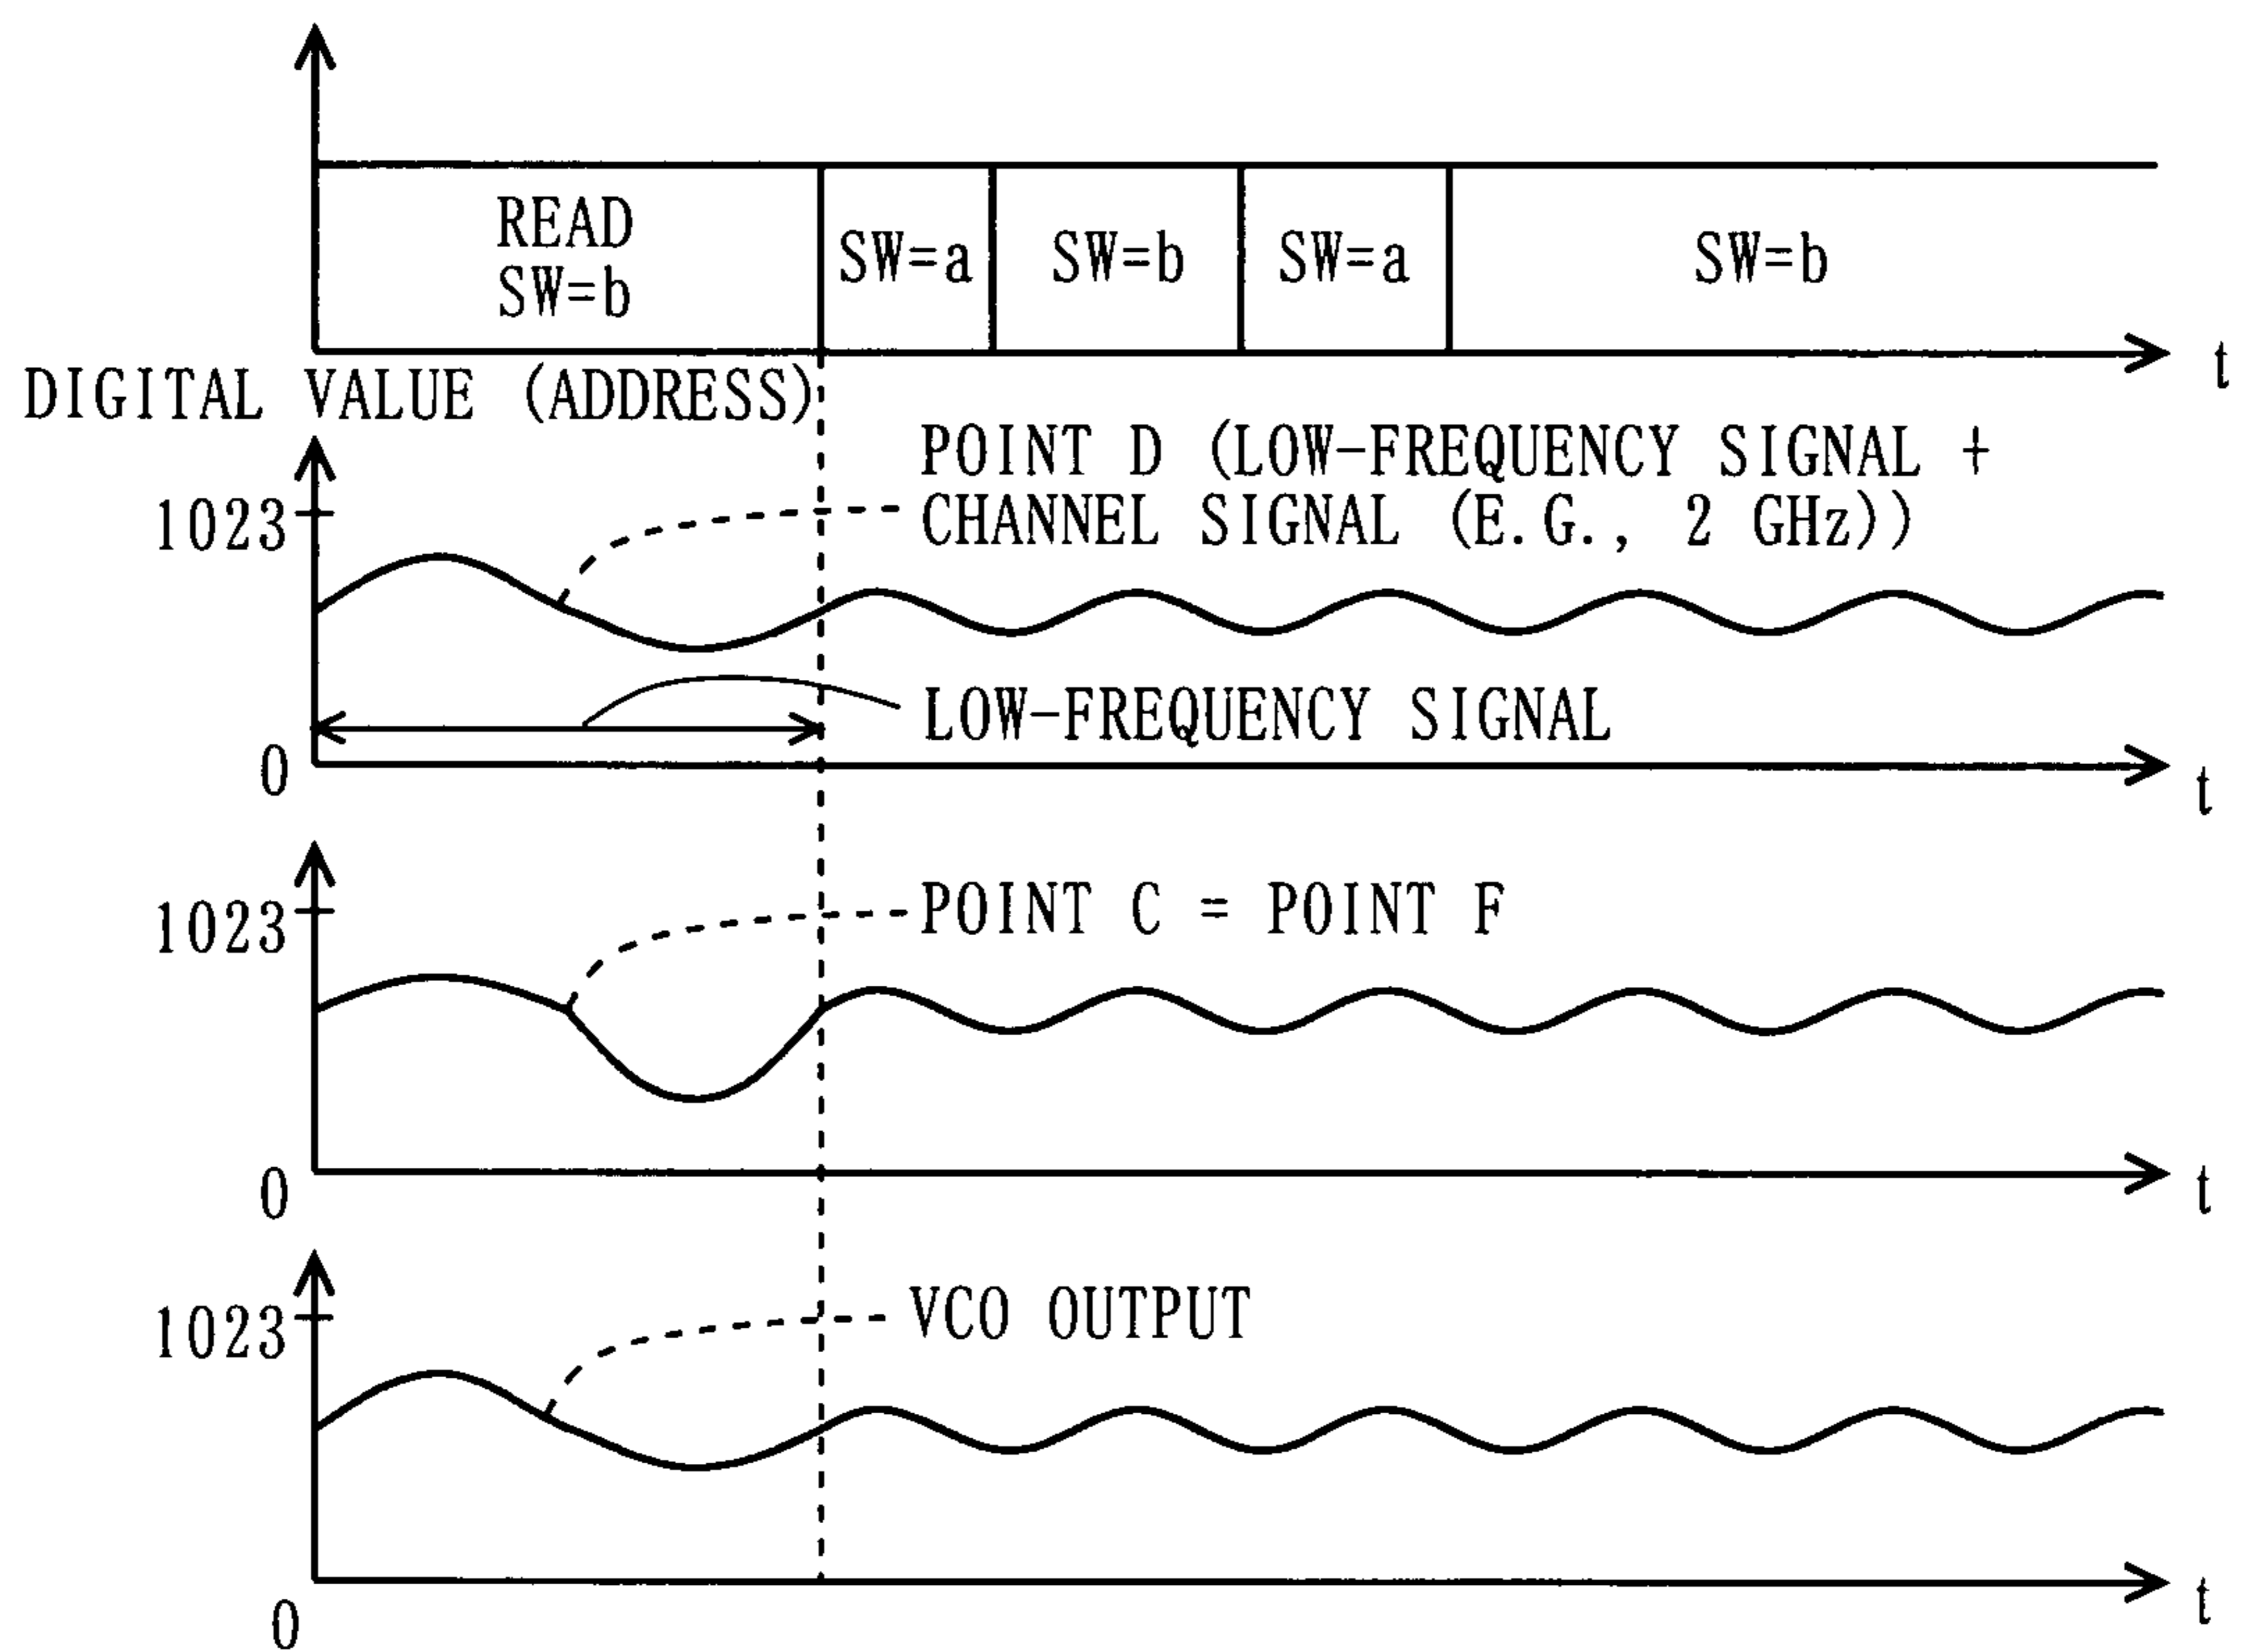 READ
SW=b
SW=a
SW=b
SW=a
SW=b
t
DIGITAL VALUE (ADDRESS)
1023
POINT D (LOW-FREQUENCY SIGNAL +
CHANNEL SIGNAL (E.G., 2 GHz))
LOW-FREQUENCY SIGNAL
0
t
1023
POINT C = POINT F
0
t
1023
VCO OUTPUT
0
t